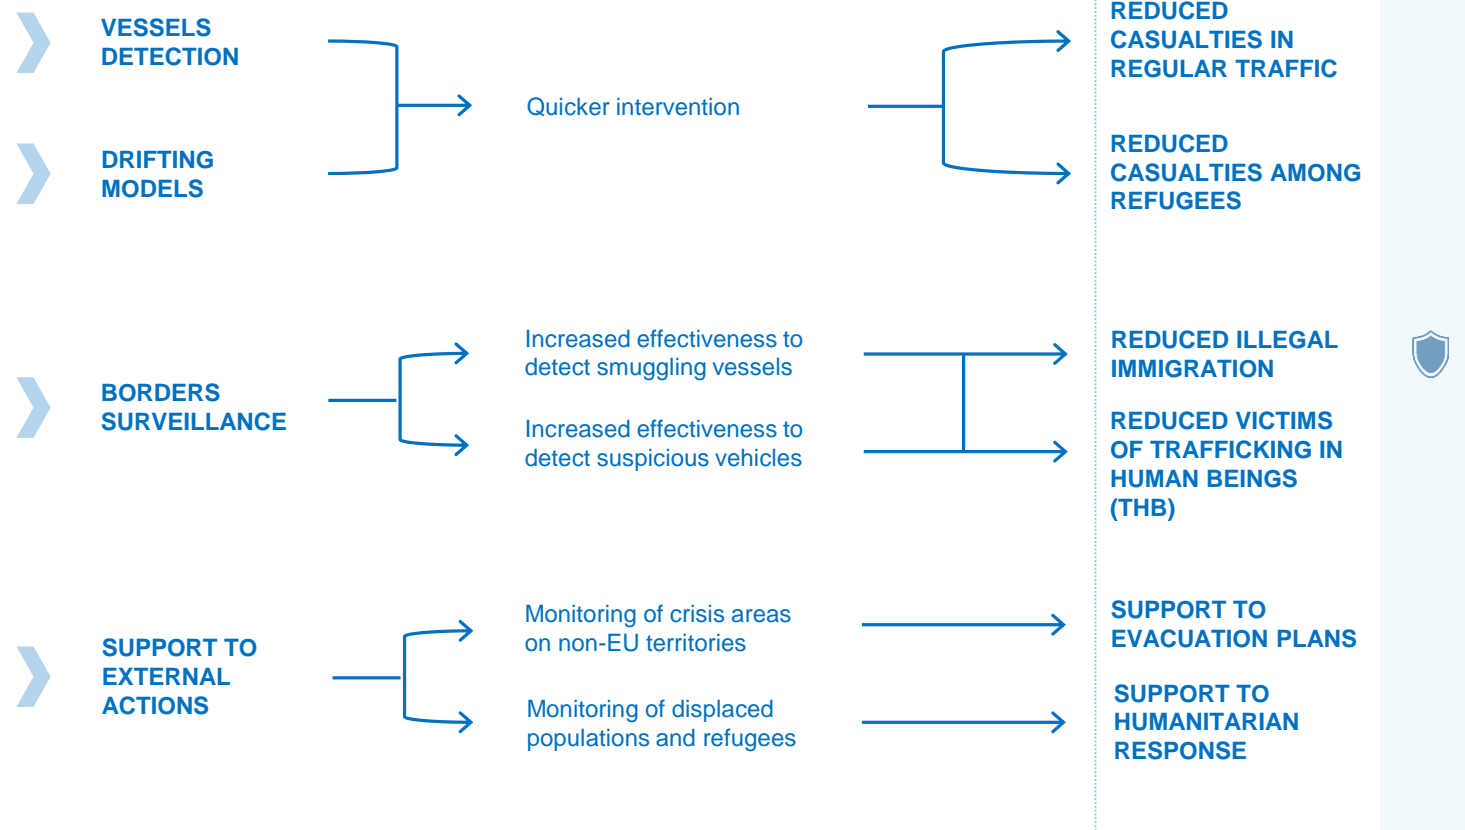 VESSELS
DETECTION
DRIFTING
MODELS
Quicker intervention
REDUCED
CASUALTIES IN
REGULAR TRAFFIC
REDUCED
CASUALTIES AMONG
REFUGEES
BORDERS
SURVEILLANCE
Increased effectiveness to
detect smuggling vessels
Increased effectiveness to
detect suspicious vehicles
REDUCED ILLEGAL
IMMIGRATION
REDUCED VICTIMS
OF TRAFFICKING IN
HUMAN BEINGS
(THB)
SUPPORT TO
EXTERNAL
ACTIONS
Monitoring of crisis areas
on non-EU territories
Monitoring of displaced
populations and refugees
SUPPORT TO
EVACUATION PLANS
SUPPORT TO
HUMANITARIAN
RESPONSE